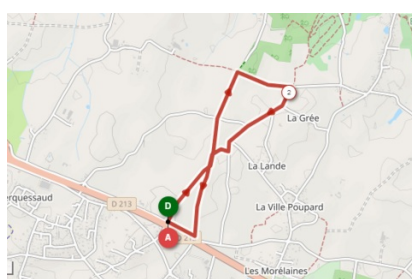 2
La Grée
La Lande
D
D 213
La Ville Poupard
erquessaud
A
Les Morélaines